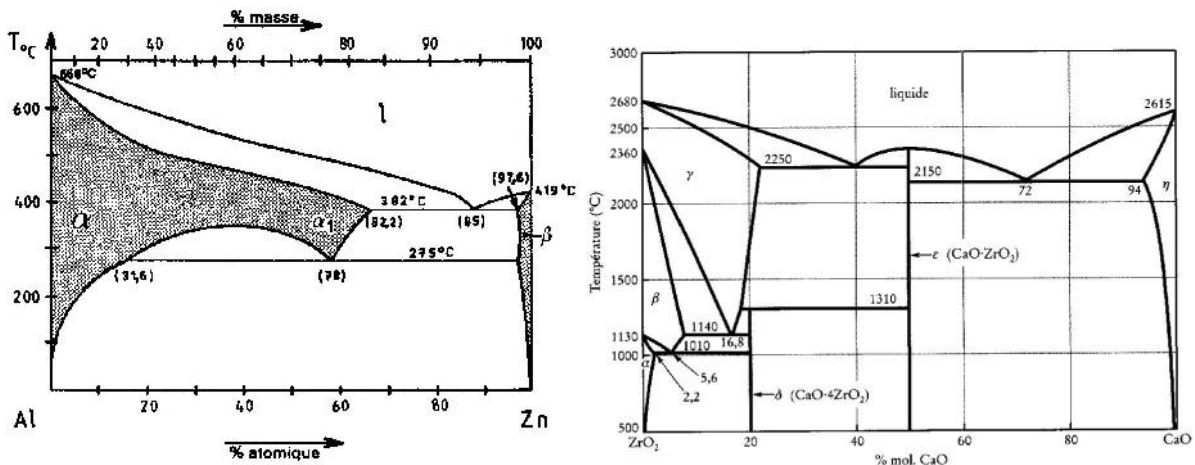 % masse
T°C
20 40 60 80 90 100
668°C
600
l
(97,6)
419°C
400
382°C
α
α1
(82,2)
(95)
β
275°C
(31,6)
(78)
200
Al
20 40 60 80
Zn
% atomique
3000
liquide
2680
2615
2500
2360
2250
γ
2150
72
94
η
2000
Température (°C)
ε (CaO·ZrO₂)
1500
β
1310
1140
1130
16,8
1010
1000
α
5,6
2,2
δ (CaO·4ZrO₂)
500
ZrO₂
20 40 60 80
CaO
% mol. CaO